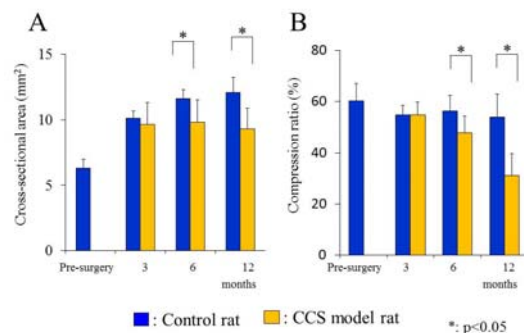 A
Cross-sectional area (mm²)
15
10
5
0
*
*
Pre-surgery 3 6 12
months
B
Compression ratio (%)
80
60
40
20
0
*
*
Pre-surgery 3 6 12
months
: Control rat : CCS model rat
*: p<0.05